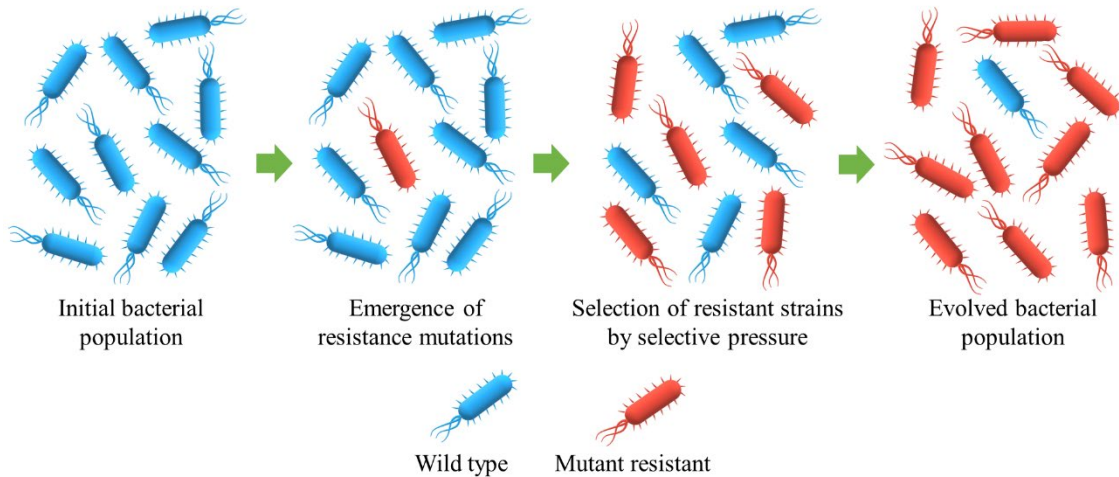 Initial bacterial
population
Emergence of
resistance mutations
Selection of resistant strains
by selective pressure
Evolved bacterial
population
Wild type
Mutant resistant